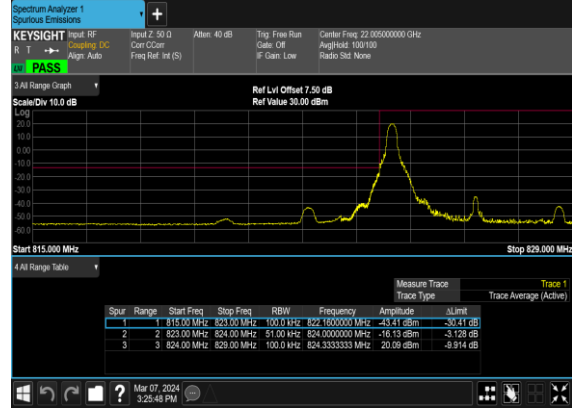 Spectrum Analyzer 1
Spurious Emissions
KEYSIGHT Input: RF Input Z: 50 Ω Atten: 40 dB Trig: Free Run Center Freq: 22.005000000 GHz
R T Coupling: DC Corr CCorr Gate: Off Avg|Hold: 100/100
Align: Auto Freq Ref: Int (S) IF Gain: Low Radio Std: None
PASS
3 All Range Graph
Ref Lvl Offset 7.50 dB
Scale/Div 10.0 dB Ref Value 30.00 dBm
Log
20.0
10.0
0.00
-10.0
-20.0
-30.0
-40.0
-50.0
-60.0
Start 815.000 MHz Stop 829.000 MHz
4 All Range Table
Measure Trace Trace 1
Trace Type Trace Average (Active)
Spur Range Start Freq Stop Freq RBW Frequency Amplitude ΔLimit
1 1 815.00 MHz 823.00 MHz 100.0 kHz 822.1600000 MHz -43.41 dBm -30.41 dB
2 2 823.00 MHz 824.00 MHz 51.00 kHz 824.0000000 MHz -16.13 dBm -3.128 dB
3 3 824.00 MHz 829.00 MHz 100.0 kHz 824.3333333 MHz 20.09 dBm -9.914 dB
?
Mar 07, 2024
3:25:48 PM